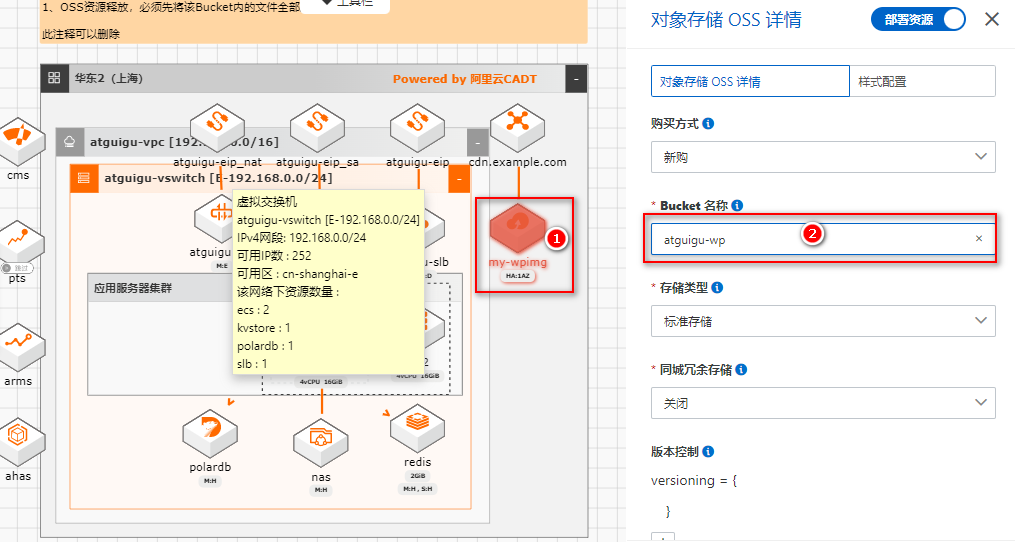 1、OSS资源释放，必须先将该Bucket内的文件全部
工具栏
此注释可以删除
华东2（上海）
Powered by 阿里云CADT
-
atguigu-vpc [192.
.0.0/16]
-
atguigu-eip_nat
atguigu-eip_sa
atguigu-eip
cdn.example.com
cms
atguigu-vswitch [E-192.168.0.0/24]
-
虚拟交换机
atguigu-vswitch [E-192.168.0.0/24]
IPv4网段: 192.168.0.0/24
可用IP数 : 252
可用区 : cn-shanghai-e
该网络下资源数量 :
ecs : 2
kvstore : 1
polardb : 1
slb : 1
atguigu
M:E
u-slb
:D
my-wpimg
HA:1AZ
1
跳过
pts
应用服务器集群
2
4vCPU 16GiB
4vCPU 16GiB
arms
polardb
M:H
nas
M:H
redis
2GiB
M:H , S:H
ahas
对象存储 OSS 详情
部署资源
对象存储 OSS 详情
样式配置
购买方式
新购
* Bucket 名称
atguigu-wp
×
2
* 存储类型
标准存储
* 同城冗余存储
关闭
版本控制
versioning = {
}